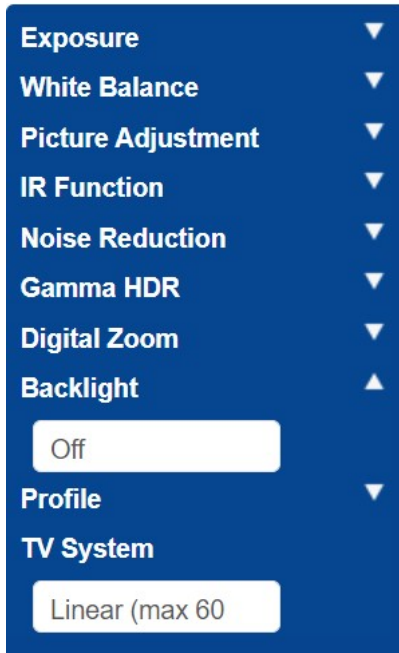 Exposure
White Balance
Picture Adjustment
IR Function
Noise Reduction
Gamma HDR
Digital Zoom
Backlight
Off
Profile
TV System
Linear (max 60